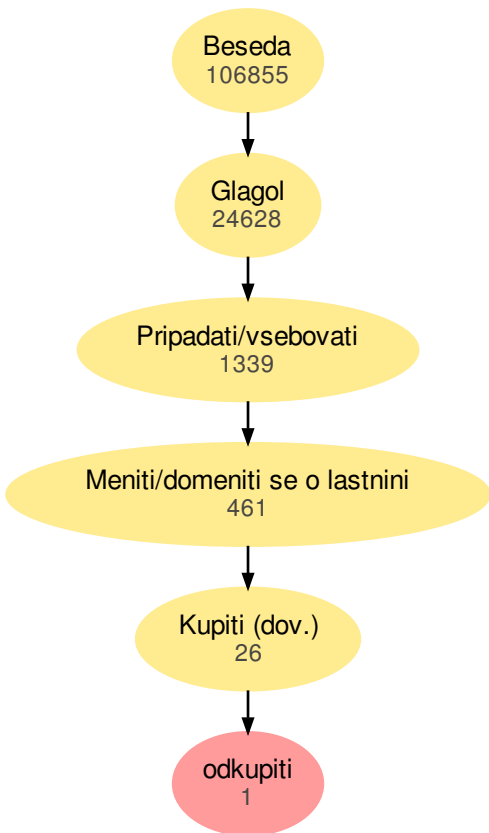 Beseda
106855
Glagol
24628
Pripadati/vsebovati
1339
Meniti/domeniti se o lastnini
461
Kupiti (dov.)
26
odkupiti
1